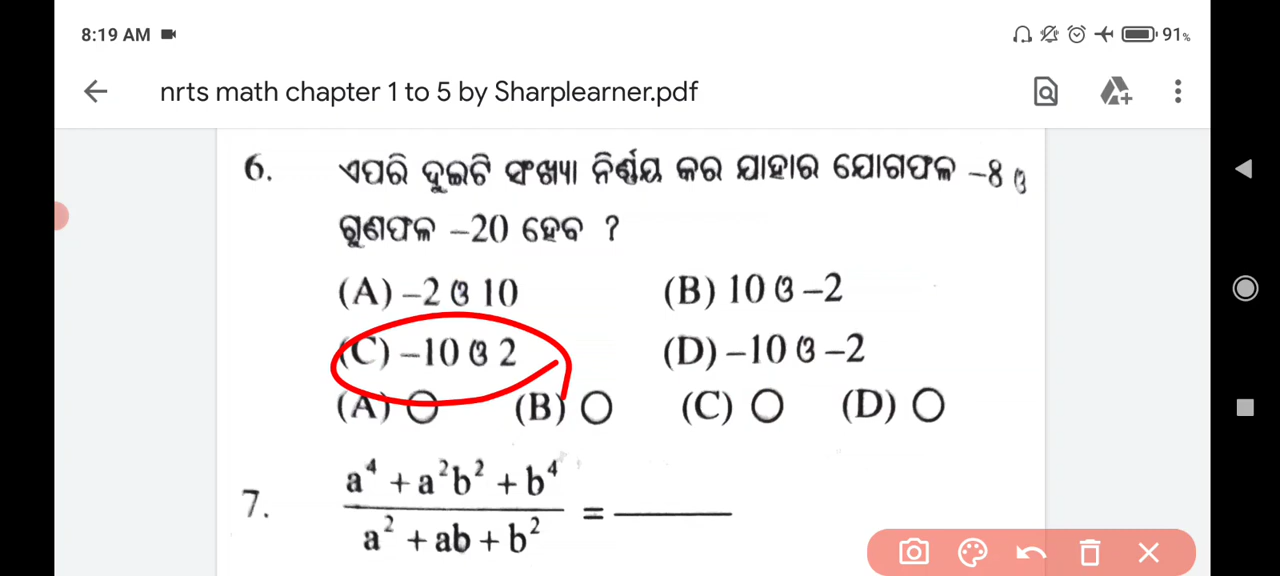 8:19 AM
91%
nrts math chapter 1 to 5 by Sharplearner.pdf
6. ଏପରି ଦୁଇଟି ସଂଖ୍ୟା ନିର୍ଣ୍ଣୟ କର ଯାହାର ଯୋଗଫଳ –8 ଓ
ଗୁଣଫଳ –20 ହେବ ?
(A) –2 ଓ 10 (B) 10 ଓ –2
(C) –10 ଓ 2 (D) –10 ଓ –2
(A) ○ (B) ○ (C) ○ (D) ○
7. a⁴ + a²b² + b⁴ / a² + ab + b² = ______